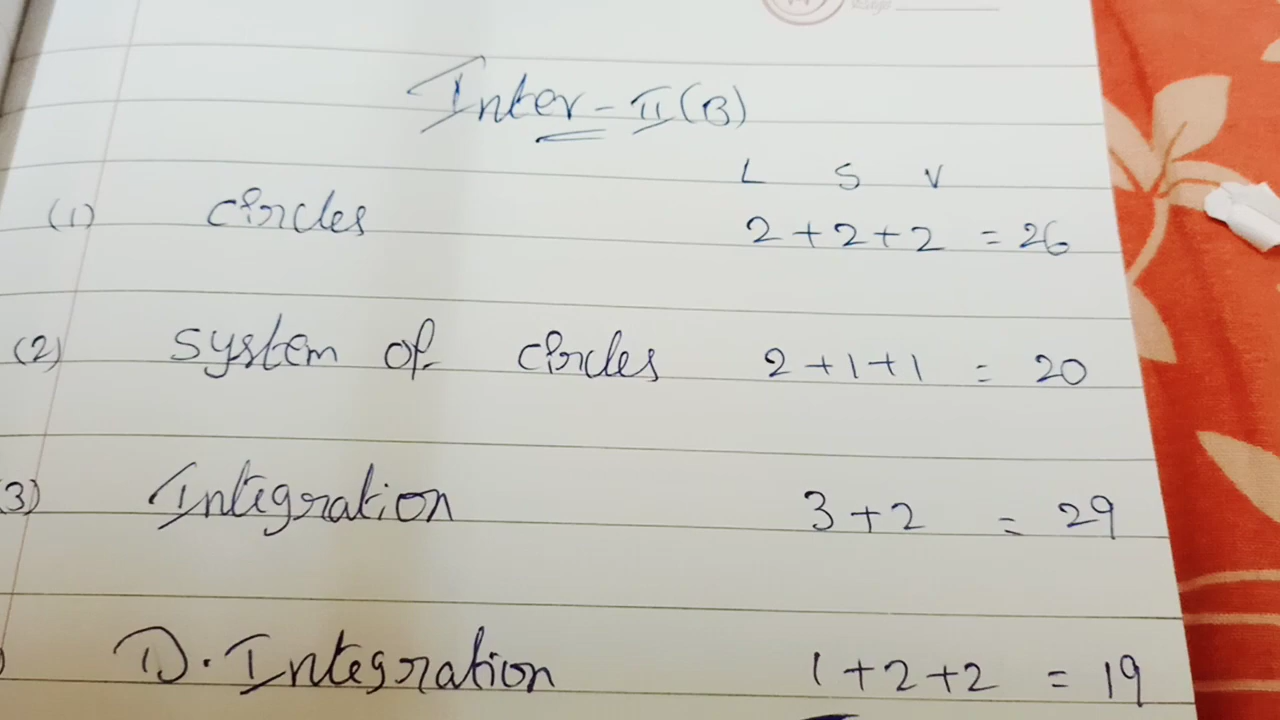 Inter - II (B)
L S V
(1) circles 2 + 2 + 2 = 26
(2) system of circles 2 + 1 + 1 = 20
(3) Integration 3 + 2 = 29
D. Integration 1 + 2 + 2 = 19